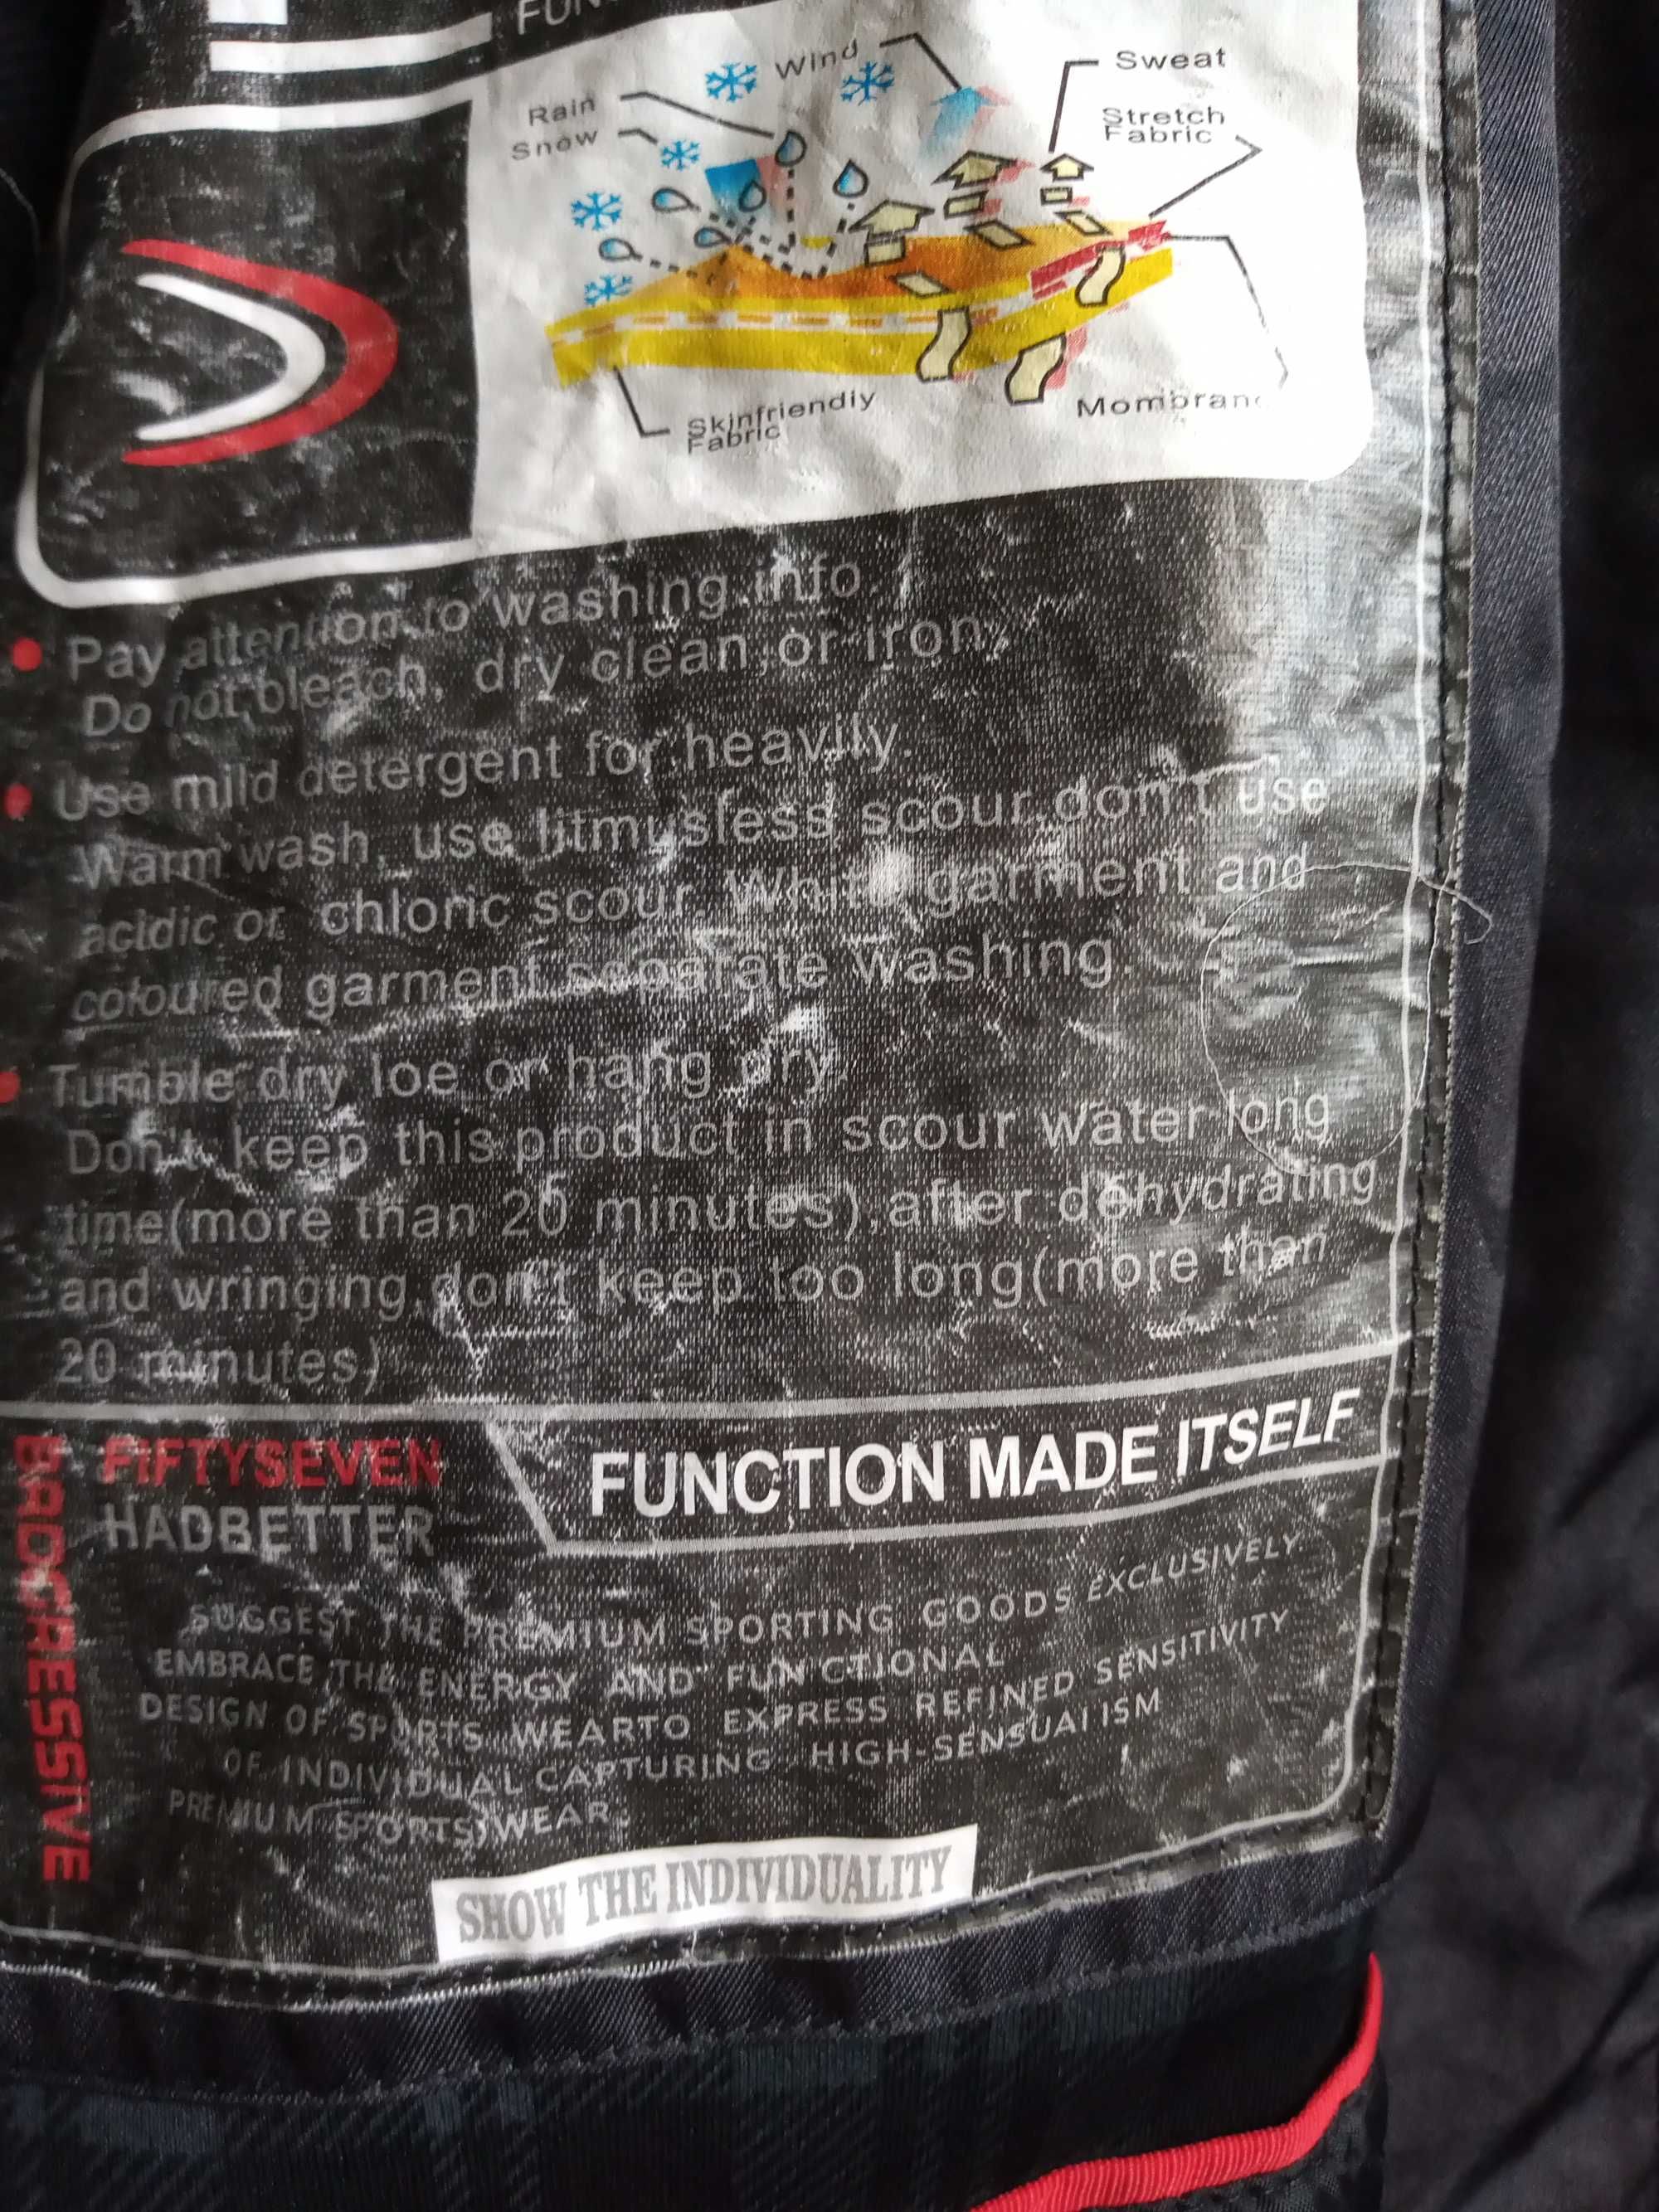 FUN
Wind
Sweat
Rain
Snow
Stretch
Fabric
Skinfriendiy
Fabric
Mombran
Pay attention to washing info.
Do not bleach, dry clean or iron,
Use mild detergent for heavily.
Warm wash, use litmusless scour don't use
acidic or chloric scour. White garment and
coloured garment separate washing.
Tumble dry loe or hang dry
Don't keep this product in scour water long
time(more than 20 minutes).after dehydrating
and wringing,don't keep too long(more than
20 minutes)
FIFTYSEVEN
HADBETTER
FUNCTION MADE ITSELF
SUGGEST THE PREMIUM SPORTING GOODS EXCLUSIVELY.
EMBRACE THE ENERGY AND FUNCTIONAL
DESIGN OF SPORTS WEARTO EXPRESS REFINED SENSITIVITY
OF INDIVIDUAL CAPTURING HIGH-SENSUALISM
PREMIUM SPORTS)WEAR.
SHOW THE INDIVIDUALITY